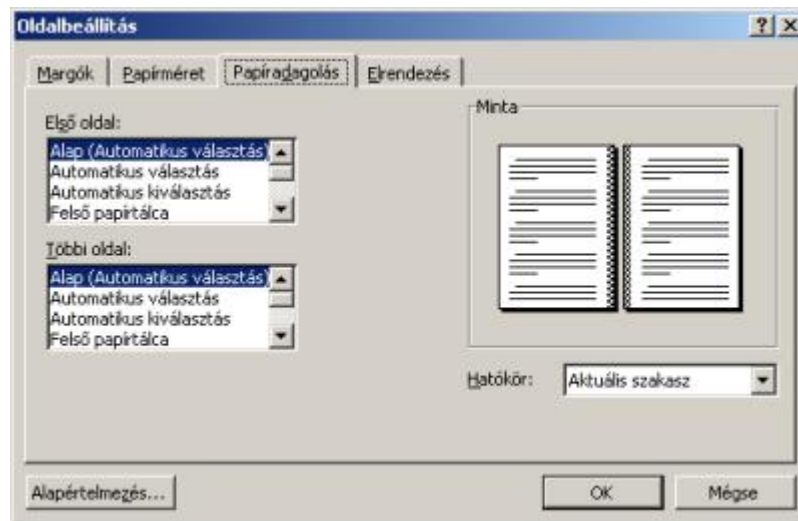 Oldalbeállítás
Margók
Papírméret
Papíradagolás
Elrendezés
Első oldal:
Alap (Automatikus választás)
Automatikus választás
Automatikus kiválasztás
Felső papírtálca
Többi oldal:
Alap (Automatikus választás)
Automatikus választás
Automatikus kiválasztás
Felső papírtálca
Minta
Hatókör:
Aktuális szakasz
Alapértelmezés...
OK
Mégse